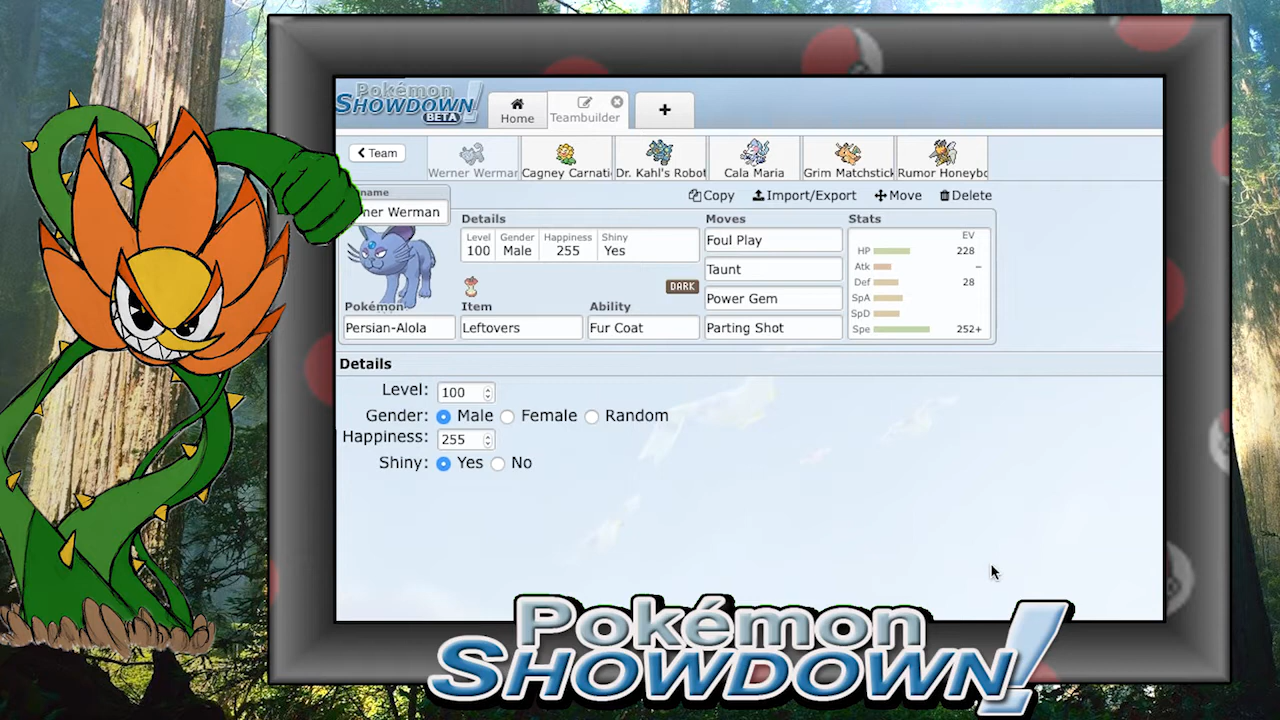 Pokémon
SHOWDOWN!
BETA
Home
Teambuilder
+
Team
Werner Werman
Cagney Carnati
Dr. Kahl's Robot
Cala Maria
Grim Matchstick
Rumor Honeybo
Copy
Import/Export
Move
Delete
name
ner Werman
Details
Level
100
Gender
Male
Happiness
255
Shiny
Yes
DARK
Pokémon
Persian-Alola
Item
Leftovers
Ability
Fur Coat
Moves
Foul Play
Taunt
Power Gem
Parting Shot
Stats
EV
HP 228
Atk –
Def 28
SpA
SpD
Spe 252+
Details
Level: 100
Gender: Male Female Random
Happiness: 255
Shiny: Yes No
Pokémon
SHOWDOWN!